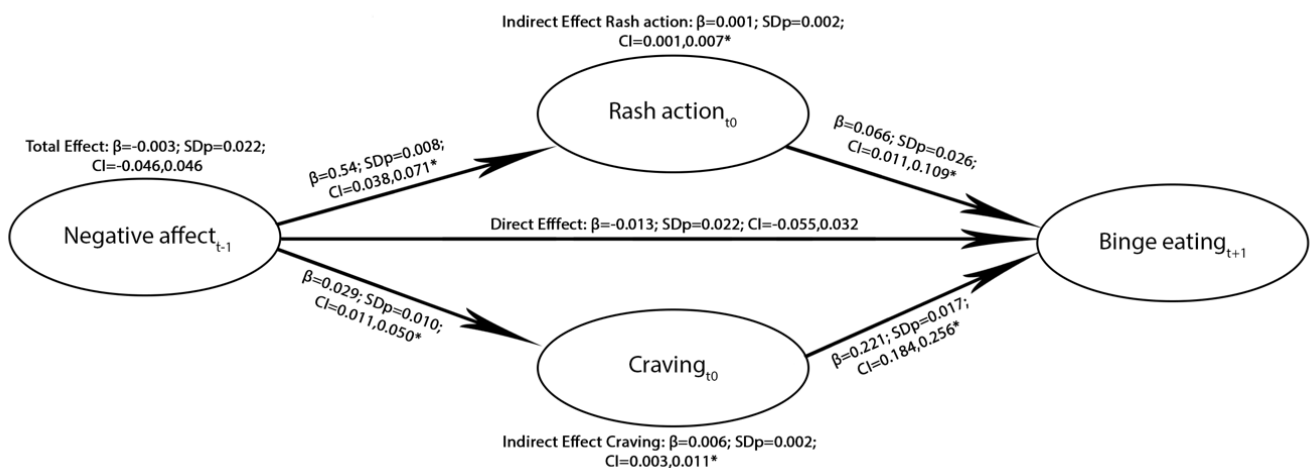 Indirect Effect Rash action: β=0.001; SDp=0.002;
CI=0.001,0.007*
Rash action t0
Total Effect: β=-0.003; SDp=0.022;
CI=-0.046,0.046
β=0.54; SDp=0.008;
CI=0.038,0.071*
β=0.066; SDp=0.026;
CI=0.011,0.109*
Negative affect t-1
Direct Efffect: β=-0.013; SDp=0.022; CI=-0.055,0.032
Binge eating t+1
β=0.029; SDp=0.010;
CI=0.011,0.050*
β=0.221; SDp=0.017;
CI=0.184,0.256*
Craving t0
Indirect Effect Craving: β=0.006; SDp=0.002;
CI=0.003,0.011*